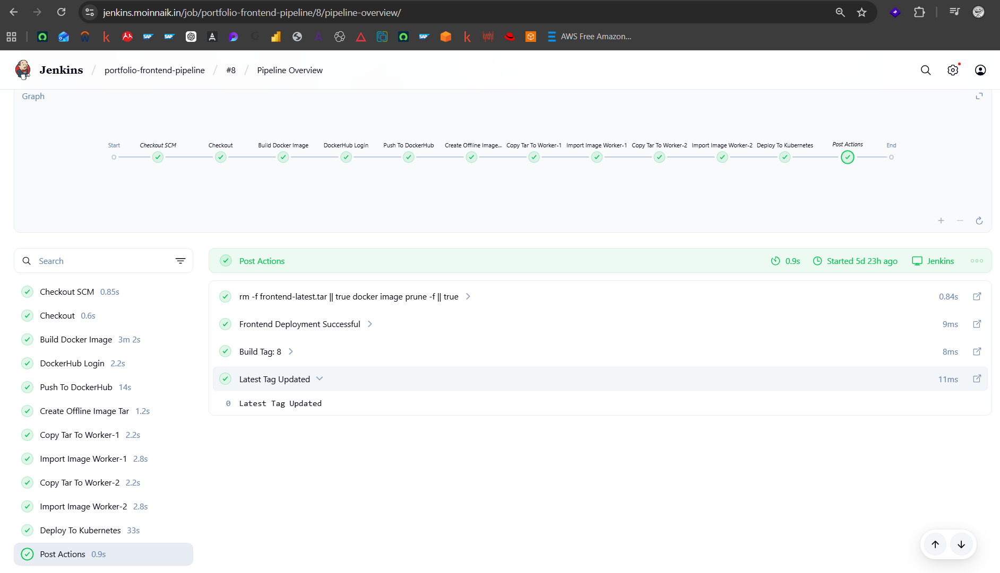 jenkins.moinnaik.in/job/portfolio-frontend-pipeline/8/pipeline-overview/
AWS Free Amazon...
Jenkins / portfolio-frontend-pipeline / #8 / Pipeline Overview
Graph
Start Checkout SCM Checkout Build Docker Image DockerHub Login Push To DockerHub Create Offline Image... Copy Tar To Worker-1 Import Image Worker-1 Copy Tar To Worker-2 Import Image Worker-2 Deploy To Kubernetes Post Actions End
Search
Post Actions 0.9s Started 5d 23h ago Jenkins
Checkout SCM 0.85s
Checkout 0.6s
Build Docker Image 3m 2s
DockerHub Login 2.2s
Push To DockerHub 14s
Create Offline Image Tar 1.2s
Copy Tar To Worker-1 2.2s
Import Image Worker-1 2.8s
Copy Tar To Worker-2 2.2s
Import Image Worker-2 2.8s
Deploy To Kubernetes 33s
Post Actions 0.9s
rm -f frontend-latest.tar || true docker image prune -f || true 0.84s
Frontend Deployment Successful 9ms
Build Tag: 8 8ms
Latest Tag Updated 11ms
0 Latest Tag Updated